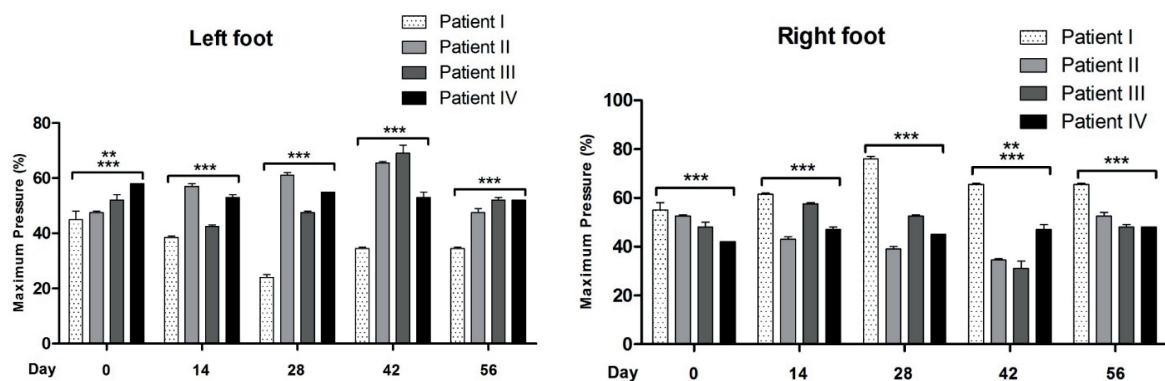 Left foot
Patient I
Patient II
Patient III
Patient IV
Maximum Pressure (%)
80
60
40
20
0
**
***
***
***
***
***
Day 0 14 28 42 56
Right foot
Patient I
Patient II
Patient III
Patient IV
Maximum Pressure (%)
100
80
60
40
20
0
***
***
***
**
***
***
Day 0 14 28 42 56